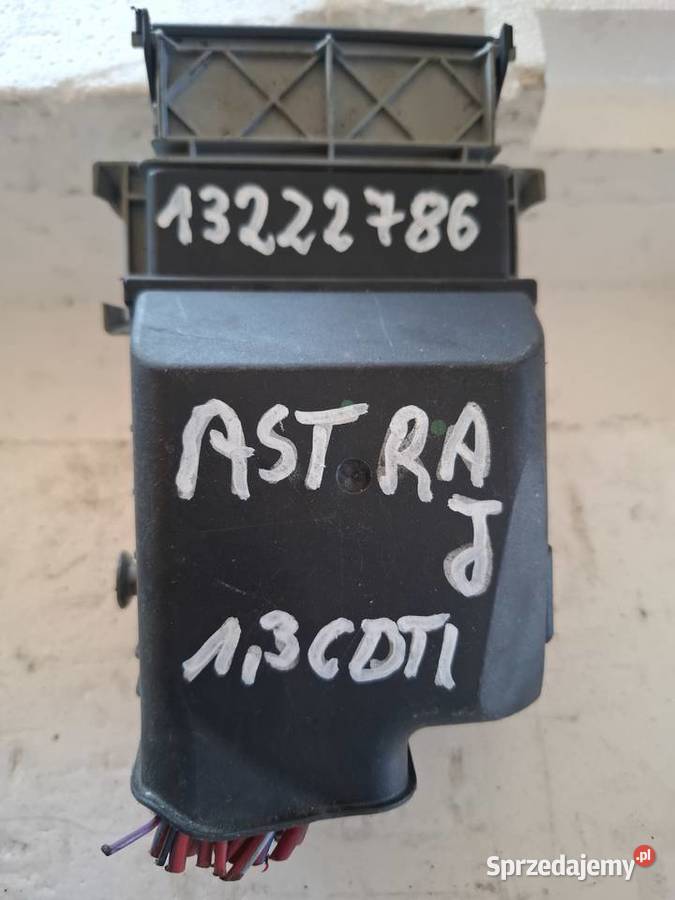 13222786
ASTRA
J
1,3CDTI
Sprzedajemy.pl